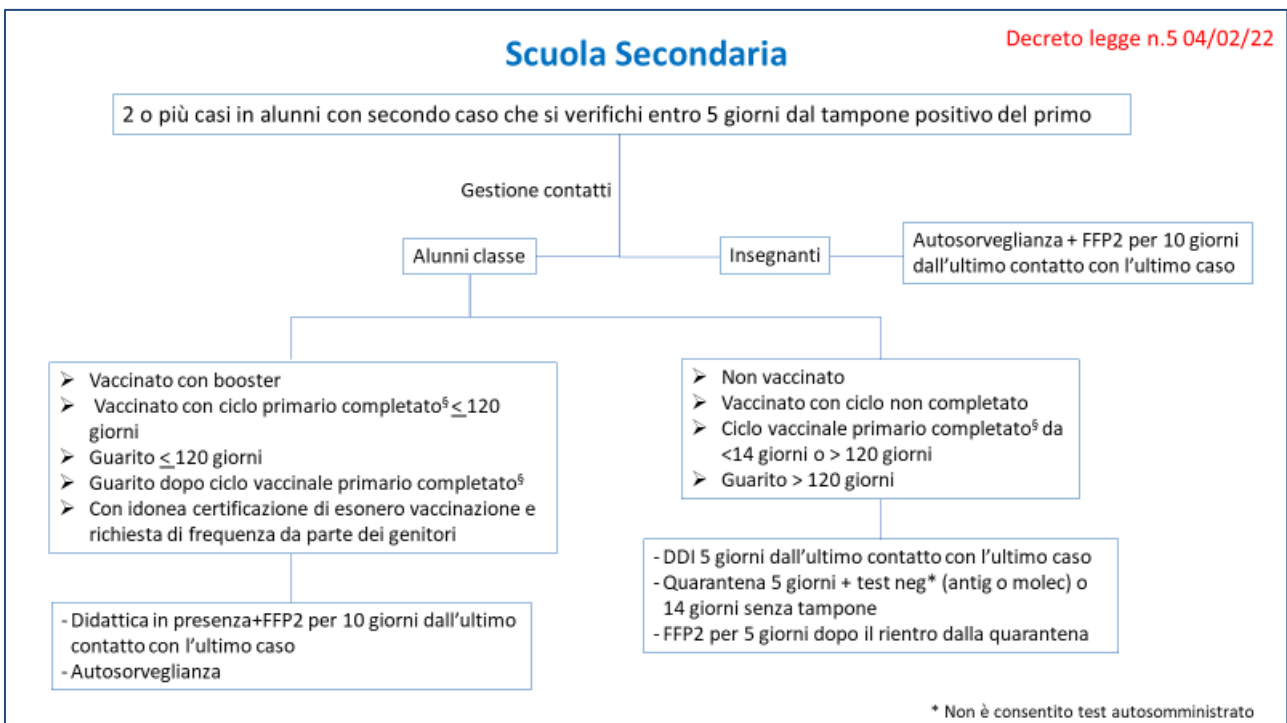 Decreto legge n.5 04/02/22
Scuola Secondaria
2 o più casi in alunni con secondo caso che si verifichi entro 5 giorni dal tampone positivo del primo
Gestione contatti
Alunni classe
Insegnanti
Autosorveglianza + FFP2 per 10 giorni
dall'ultimo contatto con l'ultimo caso
➢ Vaccinato con booster
➢ Vaccinato con ciclo primario completato§ ≤ 120
giorni
➢ Guarito ≤ 120 giorni
➢ Guarito dopo ciclo vaccinale primario completato§
➢ Con idonea certificazione di esonero vaccinazione e
richiesta di frequenza da parte dei genitori
➢ Non vaccinato
➢ Vaccinato con ciclo non completato
➢ Ciclo vaccinale primario completato§ da
<14 giorni o > 120 giorni
➢ Guarito > 120 giorni
- Didattica in presenza+FFP2 per 10 giorni dall'ultimo
contatto con l'ultimo caso
- Autosorveglianza
- DDI 5 giorni dall'ultimo contatto con l'ultimo caso
- Quarantena 5 giorni + test neg* (antig o molec) o
14 giorni senza tampone
- FFP2 per 5 giorni dopo il rientro dalla quarantena
* Non è consentito test autosomministrato